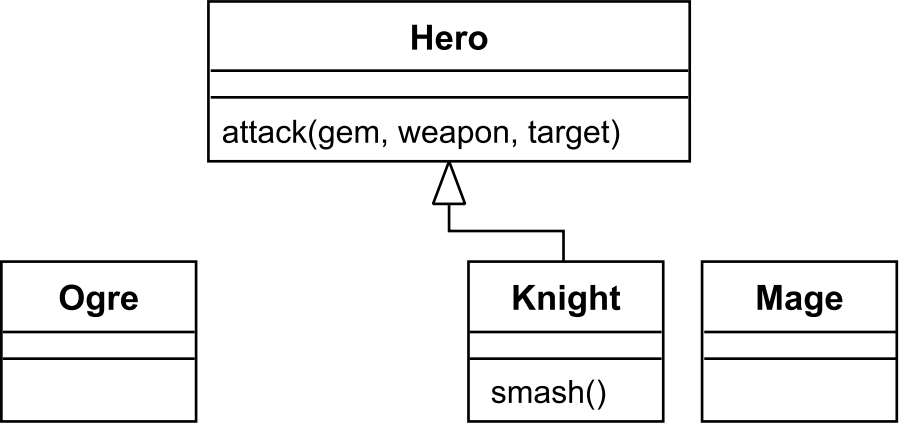 Hero
attack(gem, weapon, target)
Ogre
Knight
Mage
smash()